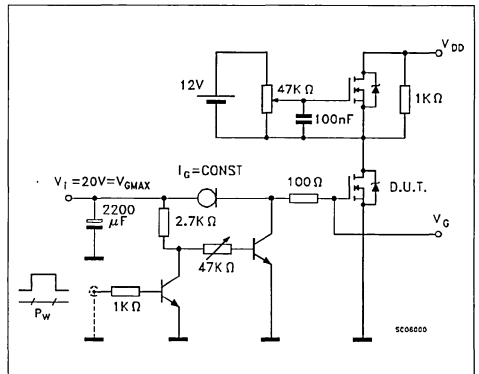 V DD
12V
47K Ω
100nF
1K Ω
I G = CONST
V i = 20V = V GMAX
100 Ω
D.U.T.
2200
μF
2.7K Ω
47K Ω
V G
1K Ω
P W
SC06000